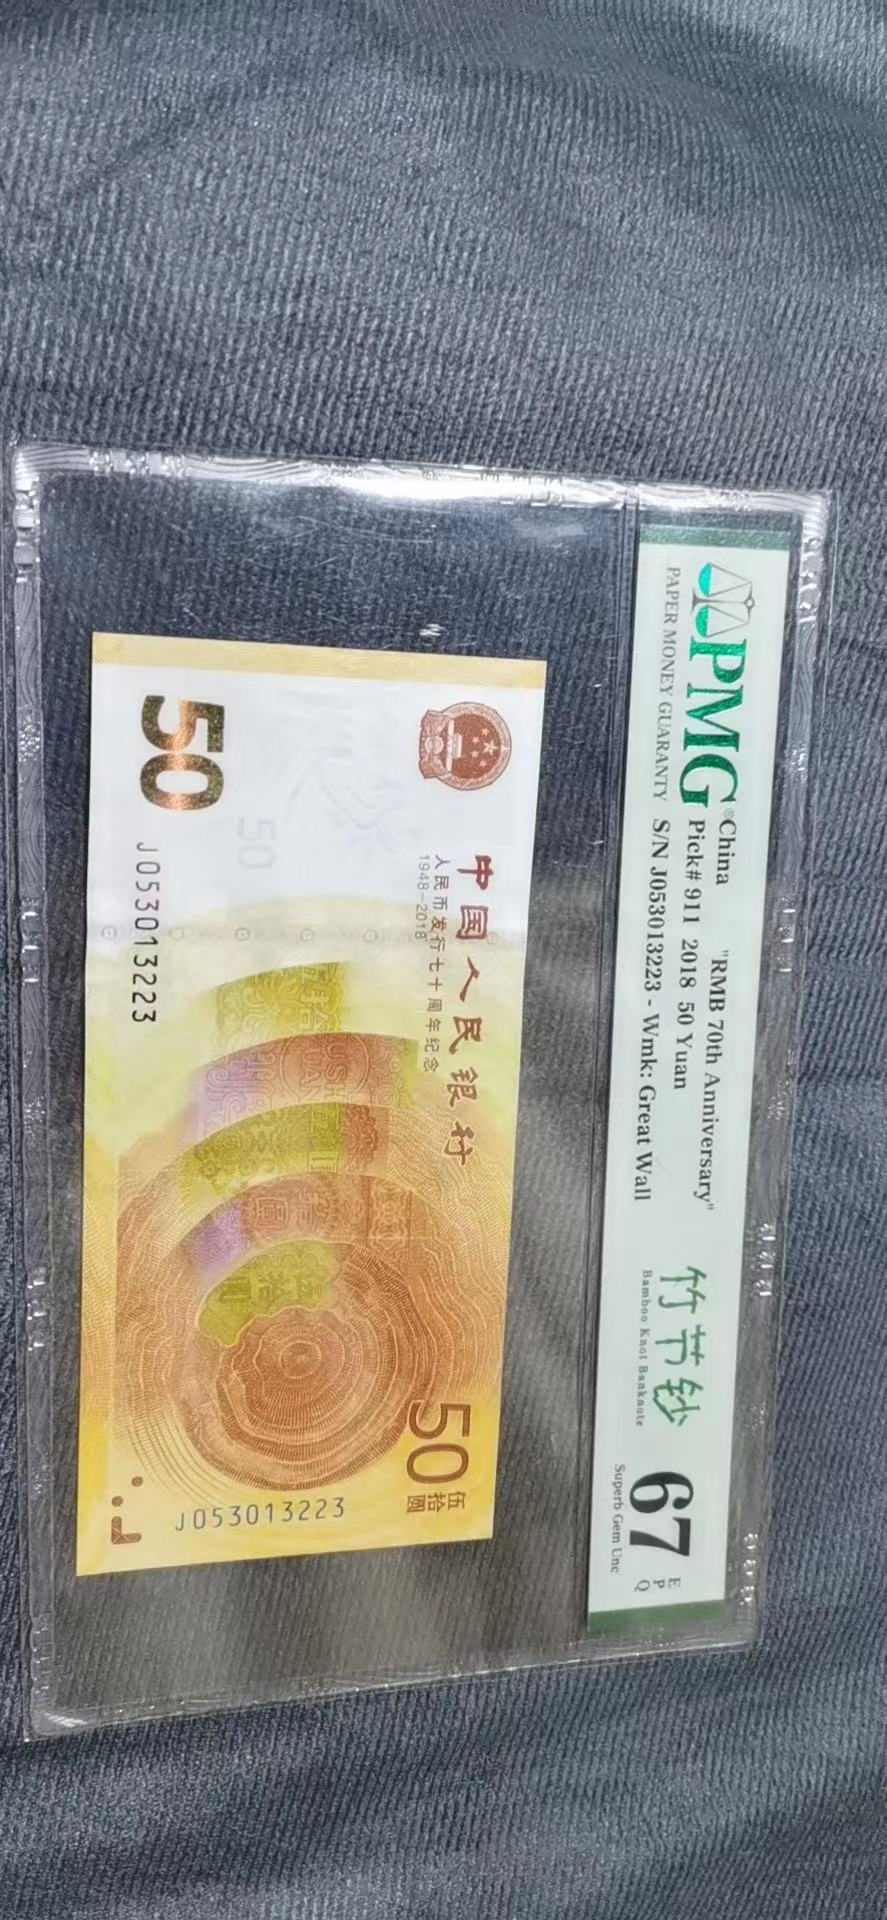 PMG
PAPER MONEY GUARANTY
®China "RMB 70th Anniversary"
Pick# 911 2018 50 Yuan
S/N J053013223 - Wmk: Great Wall
竹节钞
Bamboo Knot Banknote
67
EPQ
Superb Gem Unc
中国人民银行
人民币发行七十周年纪念
1948-2018
50
50
J053013223
50
伍拾圆
J053013223